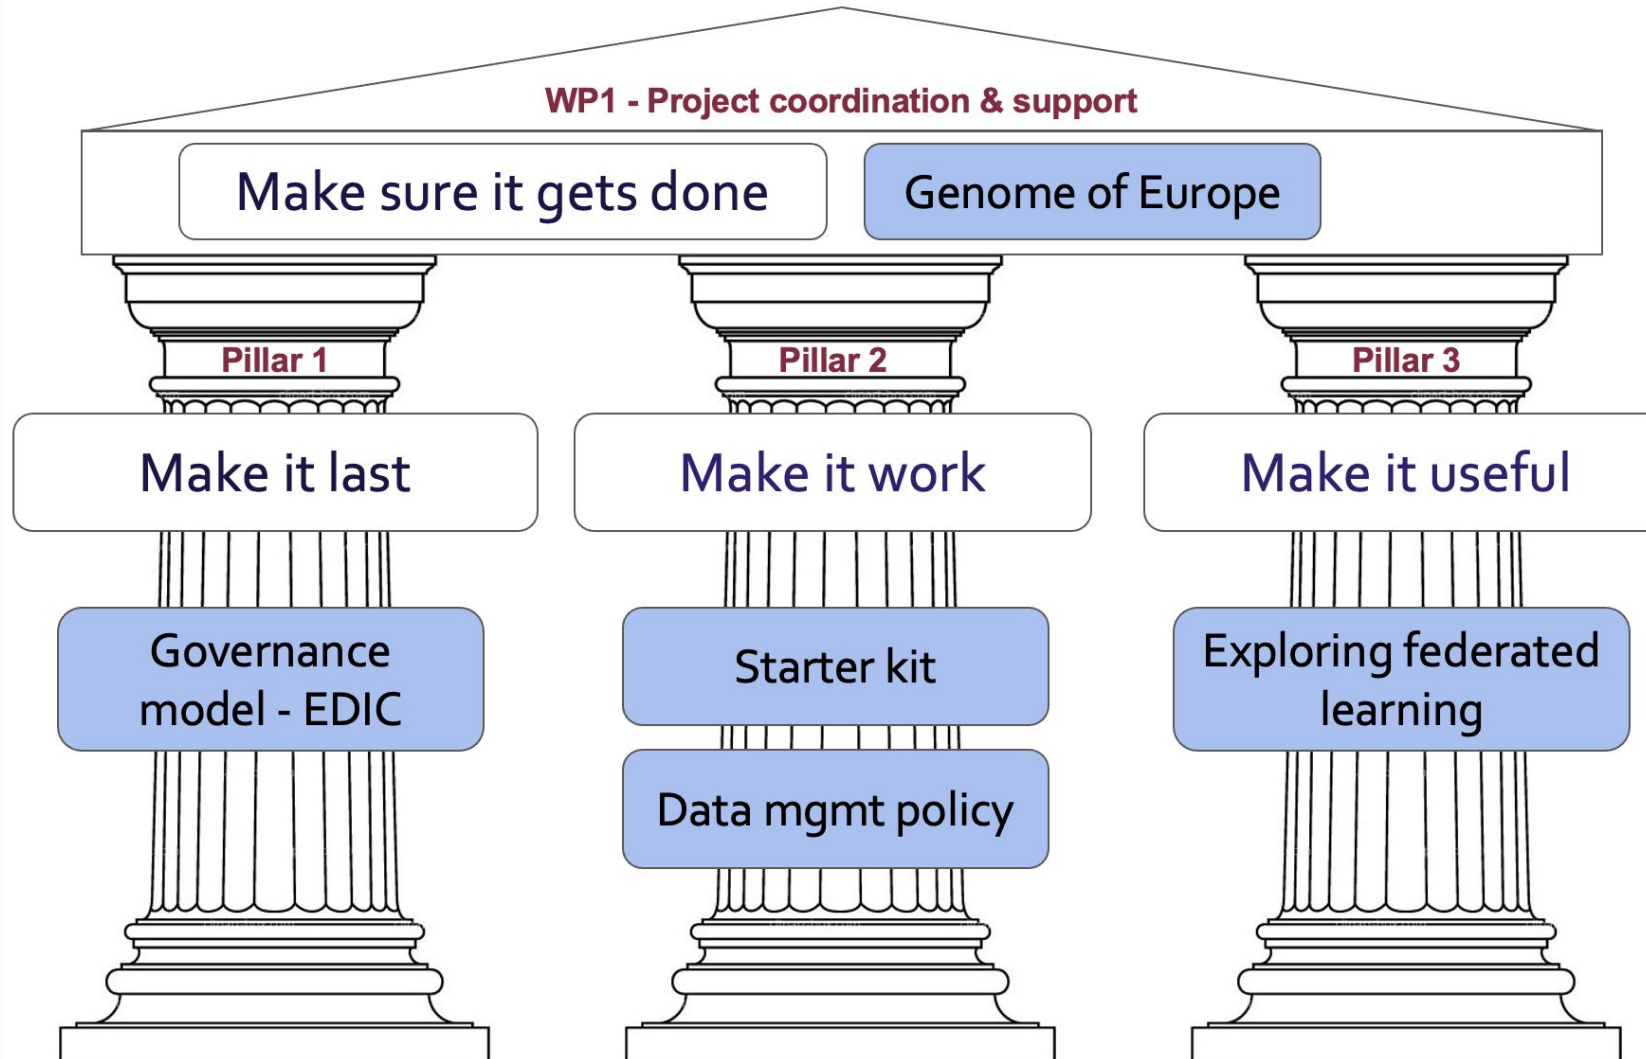 WP1 - Project coordination & support
Make sure it gets done
Genome of Europe
Pillar 1
Pillar 2
Pillar 3
Make it last
Make it work
Make it useful
Governance
model - EDIC
Starter kit
Exploring federated
learning
Data mgmt policy